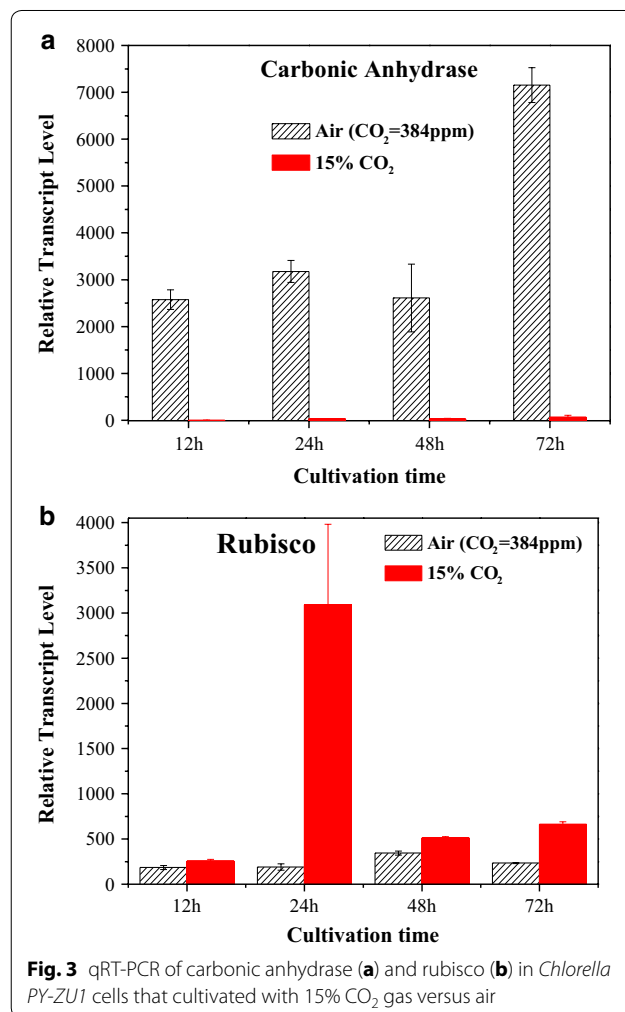 a
8000
7000
6000
5000
4000
3000
2000
1000
0
Relative Transcript Level
Carbonic Anhydrase
Air (CO₂=384ppm)
15% CO₂
12h 24h 48h 72h
Cultivation time
b
4000
3500
3000
2500
2000
1500
1000
500
0
Relative Transcript Level
Rubisco
Air (CO₂=384ppm)
15% CO₂
12h 24h 48h 72h
Cultivation time
Fig. 3 qRT-PCR of carbonic anhydrase (a) and rubisco (b) in Chlorella
PY-ZU1 cells that cultivated with 15% CO₂ gas versus air